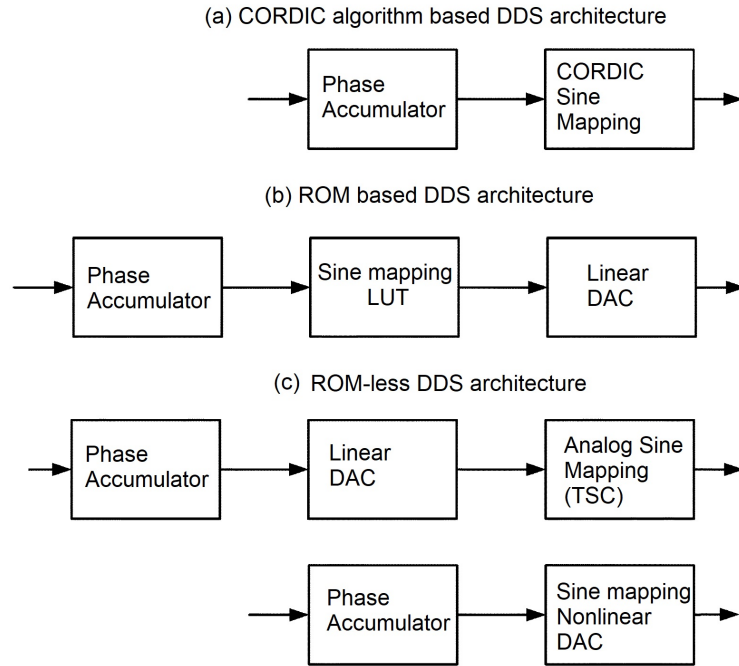 (a) CORDIC algorithm based DDS architecture
Phase
Accumulator
CORDIC
Sine
Mapping
(b) ROM based DDS architecture
Phase
Accumulator
Sine mapping
LUT
Linear
DAC
(c) ROM-less DDS architecture
Phase
Accumulator
Linear
DAC
Analog Sine
Mapping
(TSC)
Phase
Accumulator
Sine mapping
Nonlinear
DAC